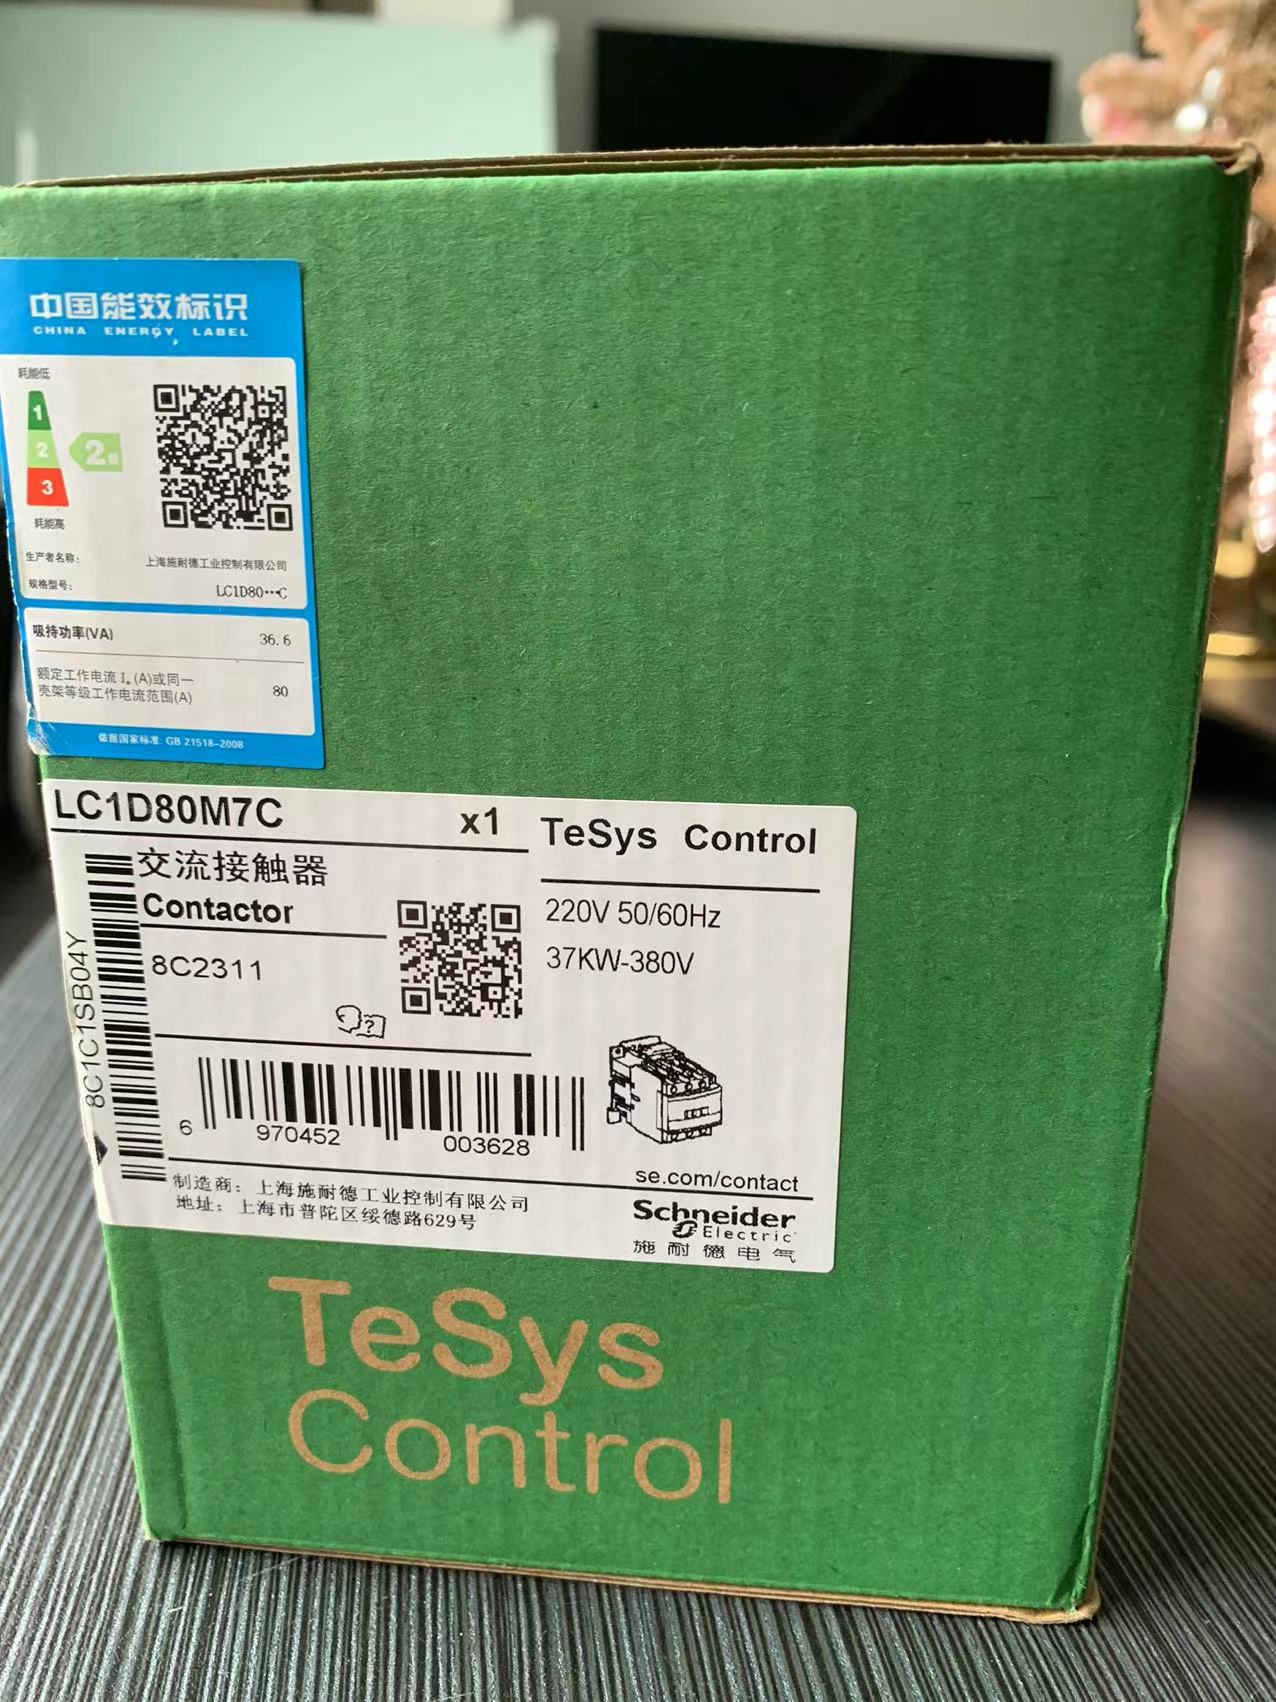 中国能效标识
CHINA ENERGY LABEL
耗能低
1
2
3
2级
耗能高
生产者名称: 上海施耐德工业控制有限公司
规格型号: LC1D80···C
吸持功率(VA) 36.6
额定工作电流 Iₑ(A)或同一
壳架等级工作电流范围(A) 80
依据国家标准: GB 21518-2008
LC1D80M7C x1
TeSys Control
交流接触器
Contactor
220V 50/60Hz
37KW-380V
8C2311
?
8C1C1SB04Y
6 970452 003628
se.com/contact
制造商: 上海施耐德工业控制有限公司
地址: 上海市普陀区绥德路629号
Schneider
Electric
施耐德电气
TeSys
Control